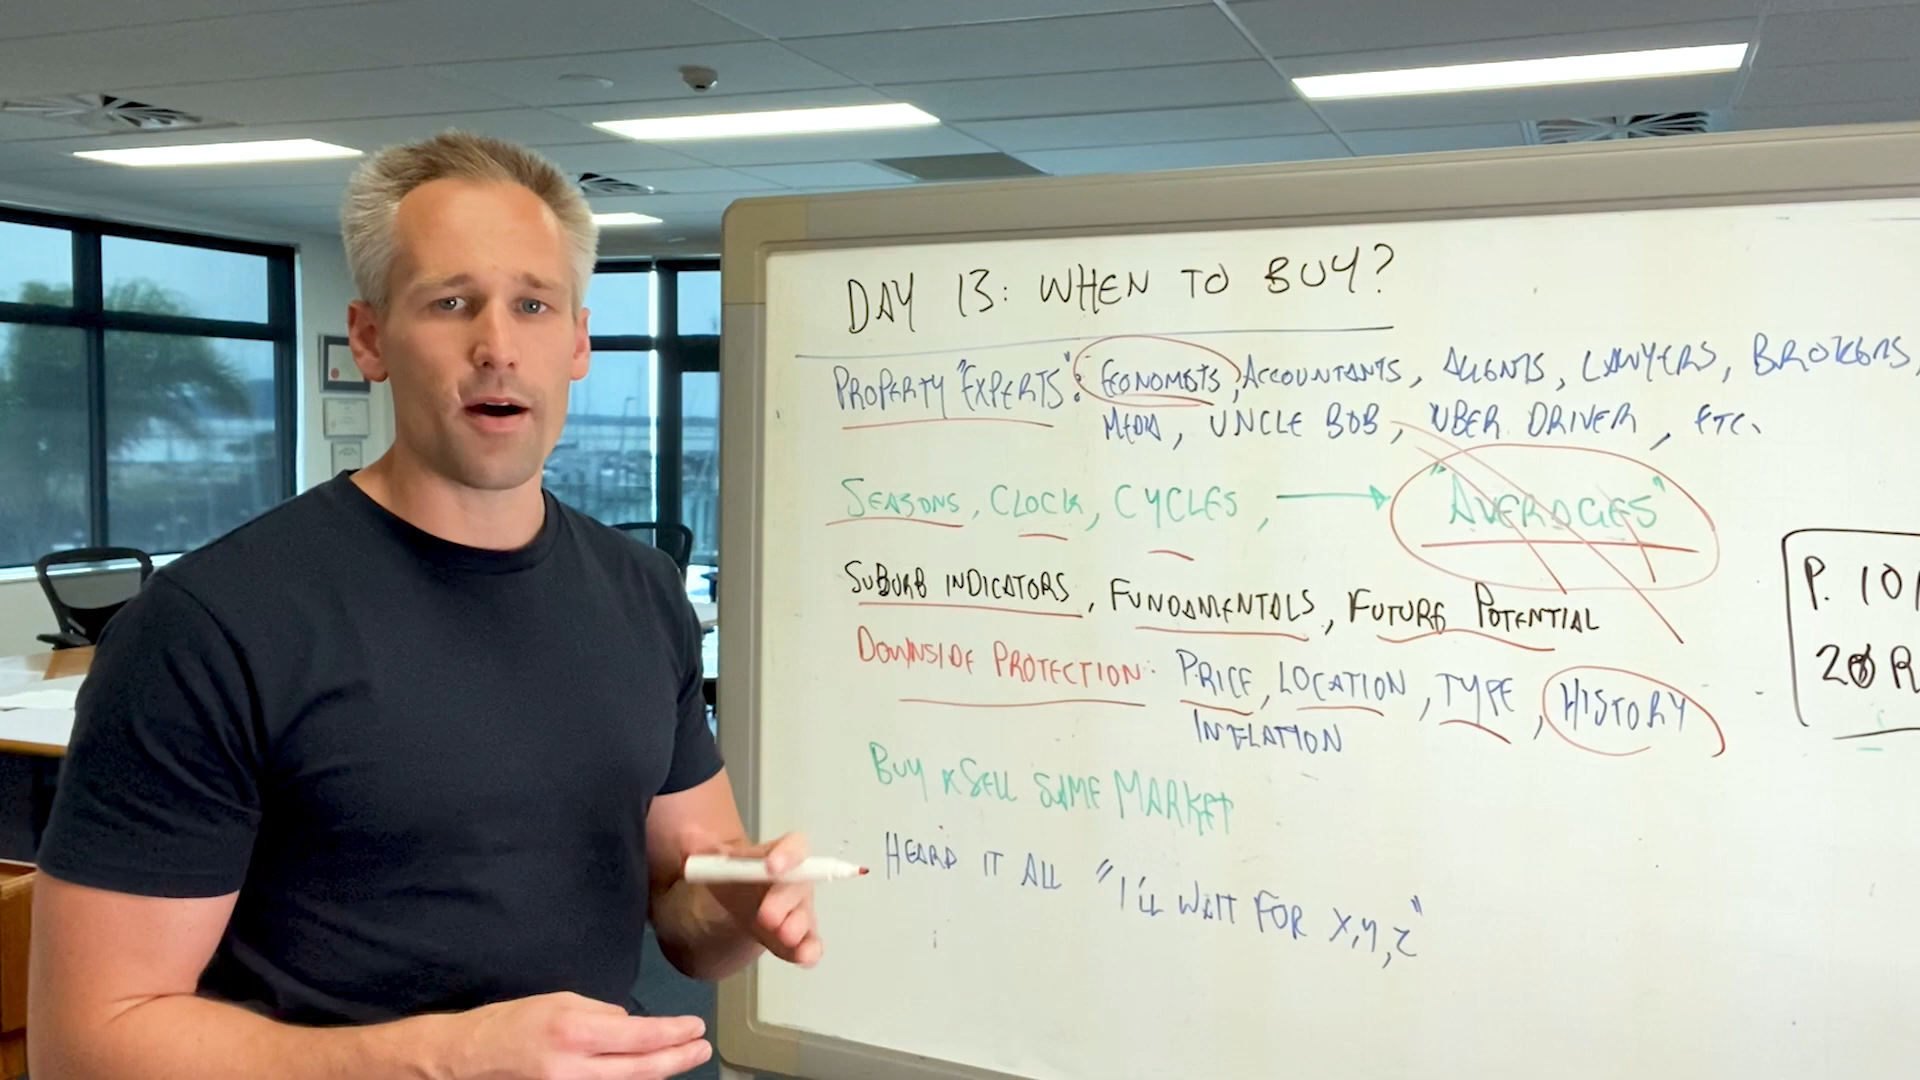 DAY 13: WHEN TO BUY?
PROPERTY "EXPERTS": ECONOMISTS, ACCOUNTANTS, AGENTS, LAWYERS, BROKERS,
MEDIA, UNCLE BOB, UBER DRIVER, ETC.
SEASONS, CLOCK, CYCLES, → "AVERAGES"
SUBURB INDICATORS, FUNDAMENTALS, FUTURE POTENTIAL
DOWNSIDE PROTECTION: PRICE, LOCATION, TYPE, HISTORY
INFLATION
BUY & SELL SAME MARKET
HEARD IT ALL "I'LL WAIT FOR X,Y,Z"
P. 10
20 R